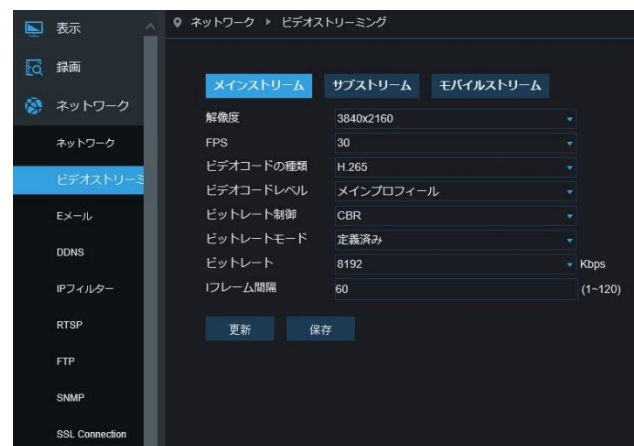 表示
録画
ネットワーク
ネットワーク
ビデオストリーミ
Eメール
DDNS
IPフィルター
RTSP
FTP
SNMP
SSL Connection
ネットワーク ▸ ビデオストリーミング
メインストリーム サブストリーム モバイルストリーム
解像度 3840x2160
FPS 30
ビデオコードの種類 H.265
ビデオコードレベル メインプロフィール
ビットレート制御 CBR
ビットレートモード 定義済み
ビットレート 8192 Kbps
Iフレーム間隔 60 (1~120)
更新 保存